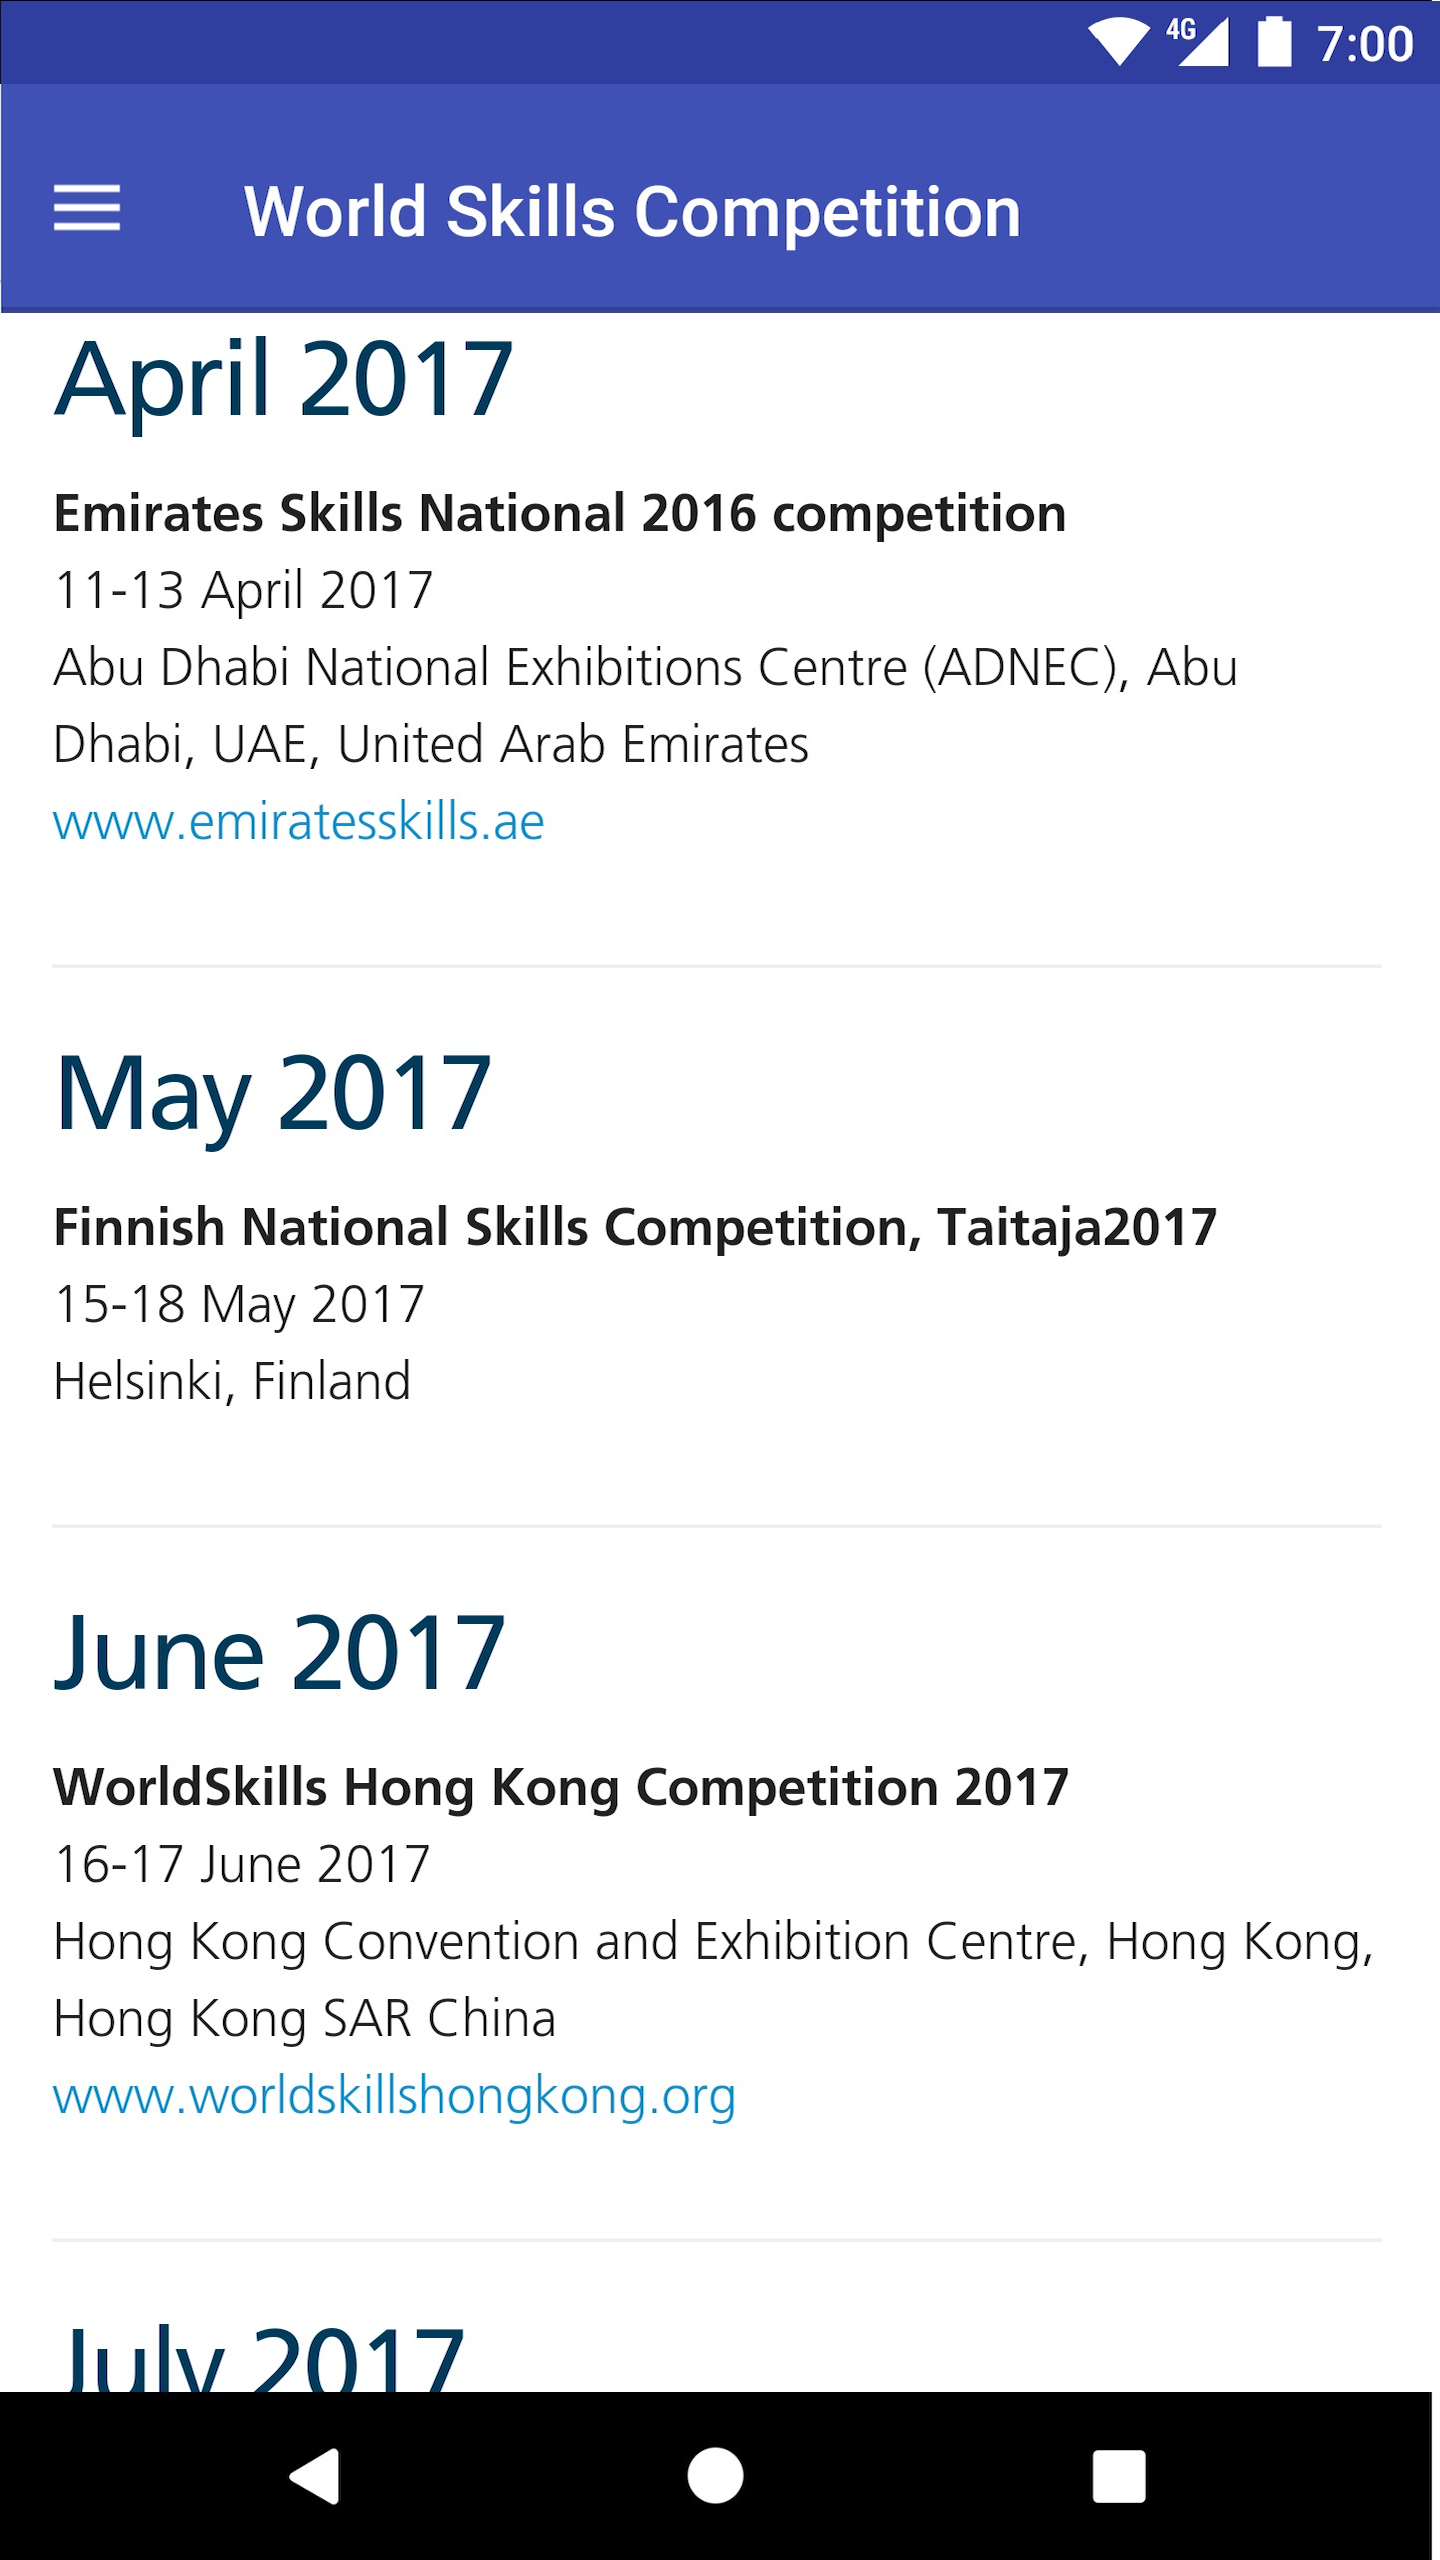 4G 7:00
World Skills Competition
April 2017
Emirates Skills National 2016 competition
11-13 April 2017
Abu Dhabi National Exhibitions Centre (ADNEC), Abu
Dhabi, UAE, United Arab Emirates
www.emiratesskills.ae
May 2017
Finnish National Skills Competition, Taitaja2017
15-18 May 2017
Helsinki, Finland
June 2017
WorldSkills Hong Kong Competition 2017
16-17 June 2017
Hong Kong Convention and Exhibition Centre, Hong Kong,
Hong Kong SAR China
www.worldskillshongkong.org
July 2017